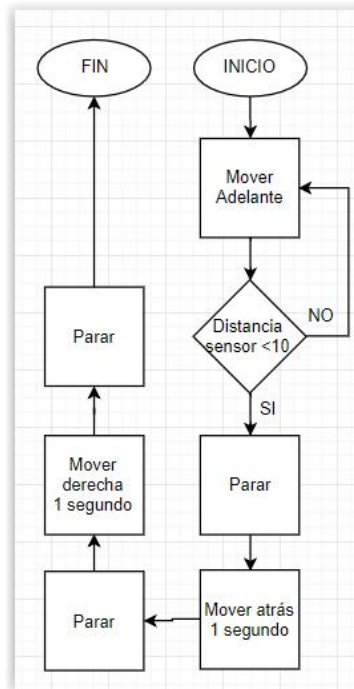 INICIO
Mover
Adelante
Distancia
sensor <10
NO
SI
Parar
Mover atrás
1 segundo
Parar
Mover
derecha
1 segundo
Parar
FIN